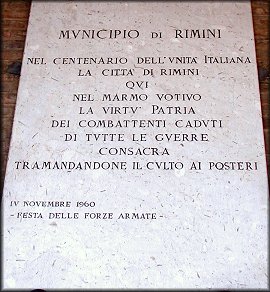 MVNICIPIO DI RIMINI
NEL CENTENARIO DELL'VNITA' ITALIANA
LA CITTA' DI RIMINI
QVI
NEL MARMO VOTIVO
LA VIRTV' PATRIA
DEI COMBATTENTI CADVTI
DI TVTTE LE GVERRE
CONSACRA
TRAMANDANDONE IL CVLTO AI POSTERI
IV NOVEMBRE 1960
- FESTA DELLE FORZE ARMATE -